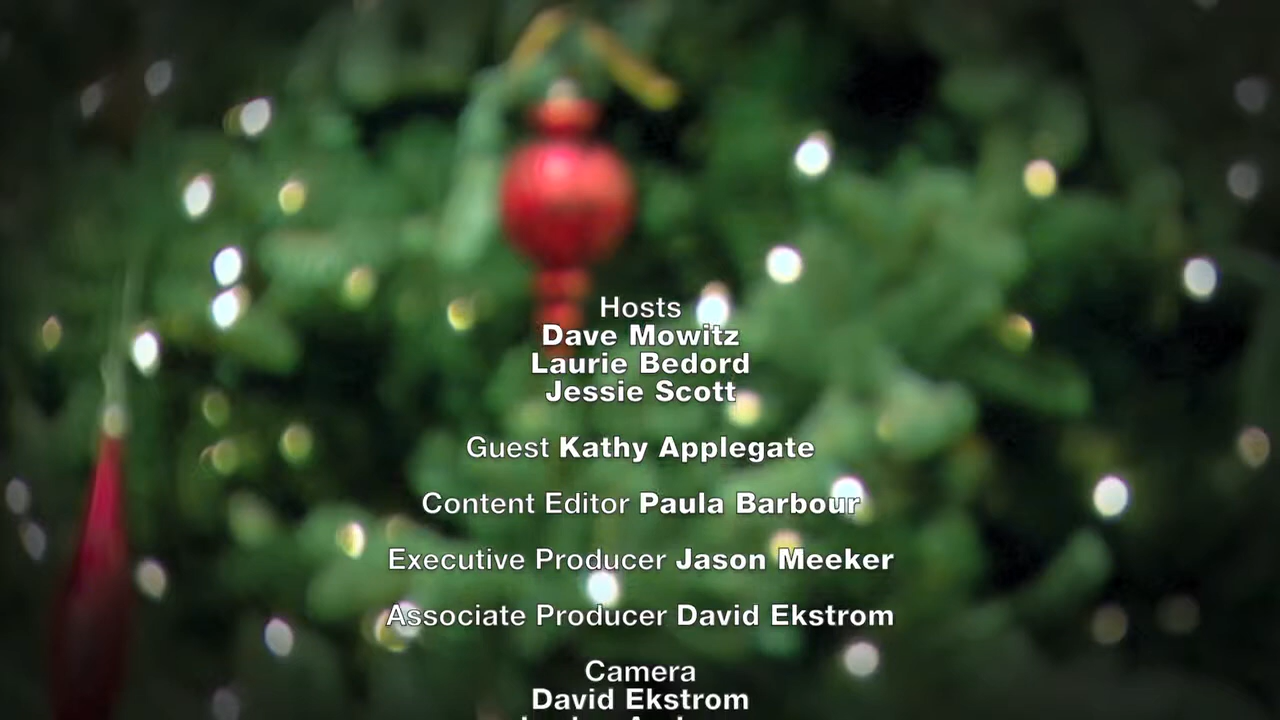 Hosts
Dave Mowitz
Laurie Bedord
Jessie Scott
Guest Kathy Applegate
Content Editor Paula Barbour
Executive Producer Jason Meeker
Associate Producer David Ekstrom
Camera
David Ekstrom